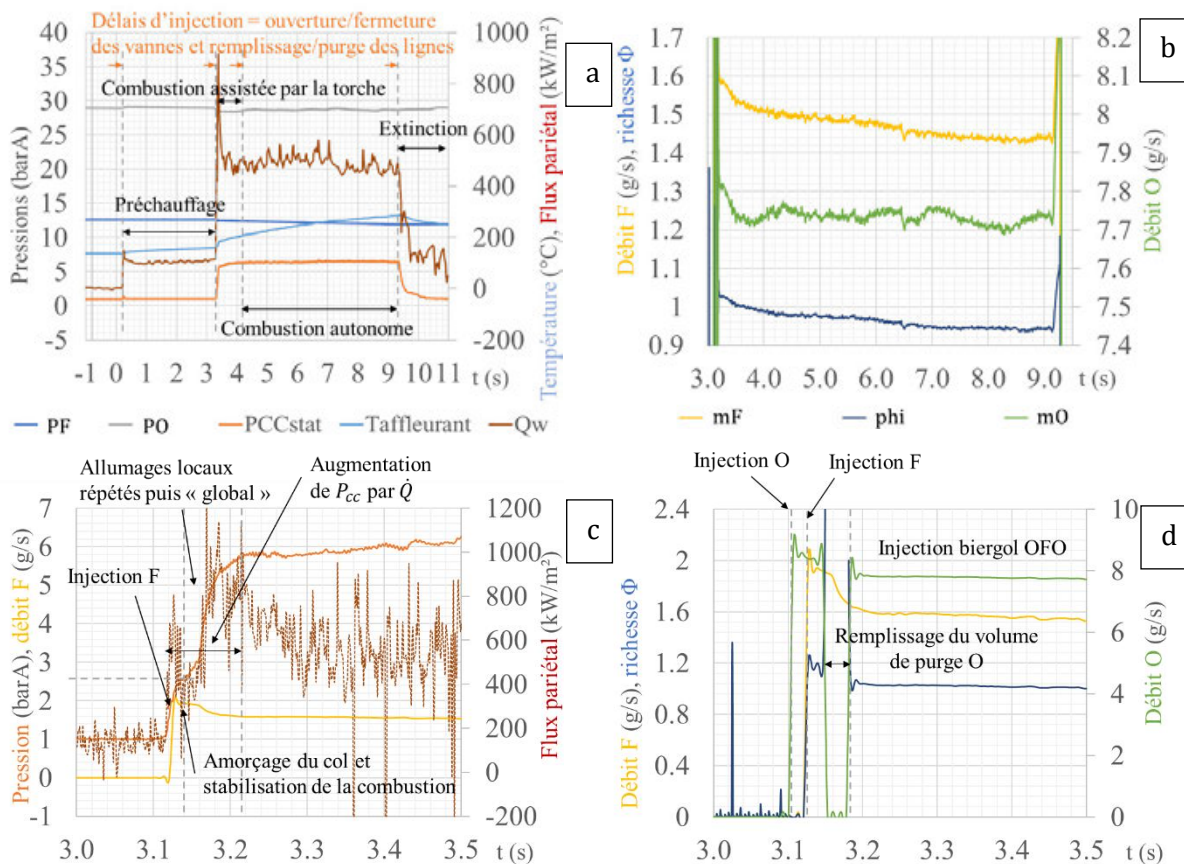 Délais d'injection = ouverture/fermeture
des vannes et remplissage/purge des lignes
Combustion assistée par la torche
Extinction
Préchauffage
Combustion autonome
a
Pressions (barA)
40
35
30
25
20
15
10
5
0
-5
1000
800
600
400
200
0
-200
Température (°C), Flux pariétal (kW/m²)
-1 0 1 2 3 4 5 6 7 8 9 1011 t (s)
PF PO PCCstat Taffleurant Qw
b
Débit F (g/s), richesse Φ
1.7
1.6
1.5
1.4
1.3
1.2
1.1
1
0.9
8.2
8.1
8
7.9
7.8
7.7
7.6
7.5
7.4
Débit O (g/s)
3.0 4.0 5.0 6.0 7.0 8.0 9.0 t (s)
mF phi mO
Allumages locaux
répétés puis « global »
Augmentation
de Pcc par Q̇
Injection F
Amorçage du col et
stabilisation de la combustion
c
Pression (barA), débit F (g/s)
7
6
5
4
3
2
1
0
-1
1200
1000
800
600
400
200
0
-200
Flux pariétal (kW/m²)
3.0 3.1 3.2 3.3 3.4 3.5
t (s)
Injection O
Injection F
d
Injection biergol OFO
Remplissage du volume
de purge O
Débit F (g/s), richesse Φ
2.4
2
1.6
1.2
0.8
0.4
0
10
8
6
4
2
0
Débit O (g/s)
3.0 3.1 3.2 3.3 3.4 3.5
t (s)